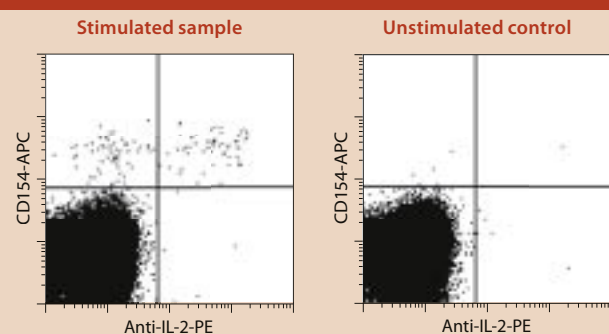 Stimulated sample
Unstimulated control
CD154-APC
CD154-APC
Anti-IL-2-PE
Anti-IL-2-PE